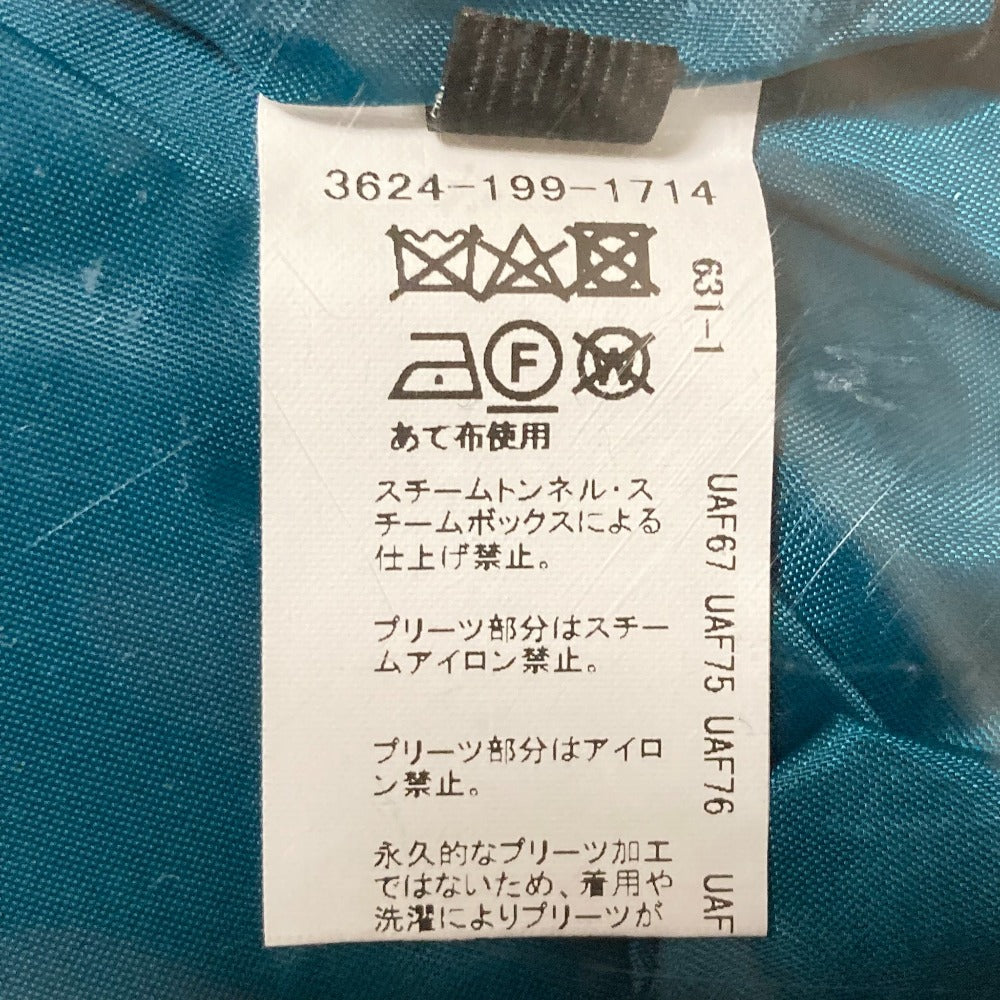 3624-199-1714
631-1
F
W
あて布使用
スチームトンネル・ス
チームボックスによる
仕上げ禁止。
プリーツ部分はスチー
ムアイロン禁止。
プリーツ部分はアイロ
ン禁止。
永久的なプリーツ加工
ではないため、着用や
洗濯によりプリーツが
UAF67 UAF75 UAF76 UAF